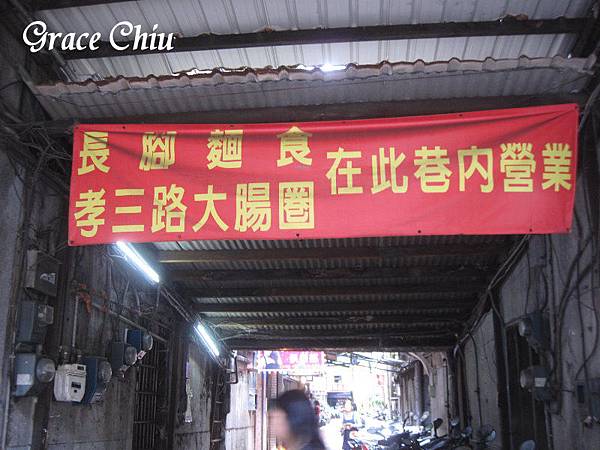 Grace Chiu
長腳麵食
孝三路大腸圈
在此巷內營業